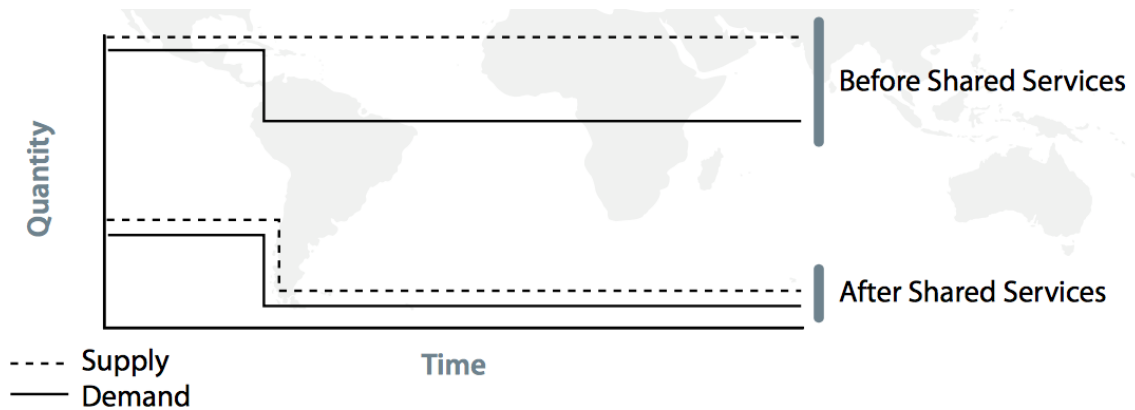 Before Shared Services
Quantity
After Shared Services
Supply
Time
Demand